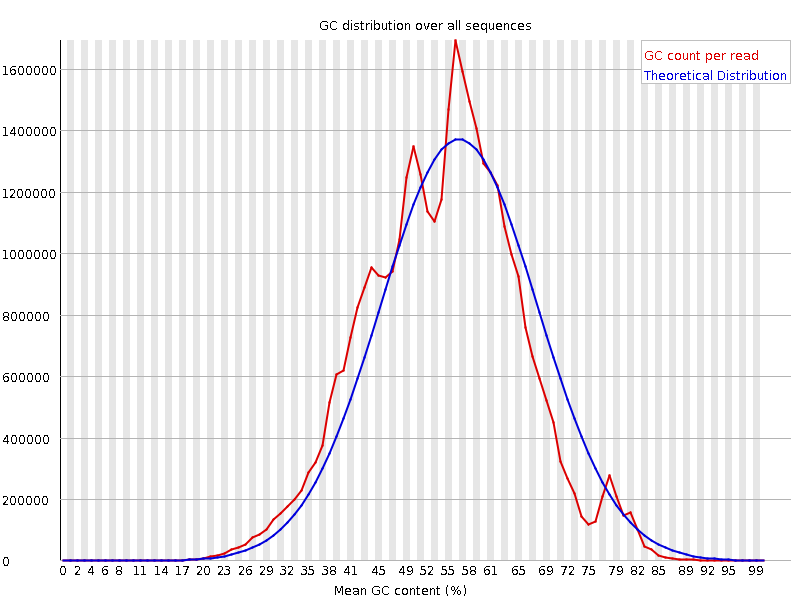 GC distribution over all sequences
GC count per read
Theoretical Distribution
1600000
1400000
1200000
1000000
800000
600000
400000
200000
0
0 2 4 6 8 11 14 17 20 23 26 29 32 35 38 41 45 49 52 55 58 61 65 69 72 75 79 82 85 89 92 95 99
Mean GC content (%)